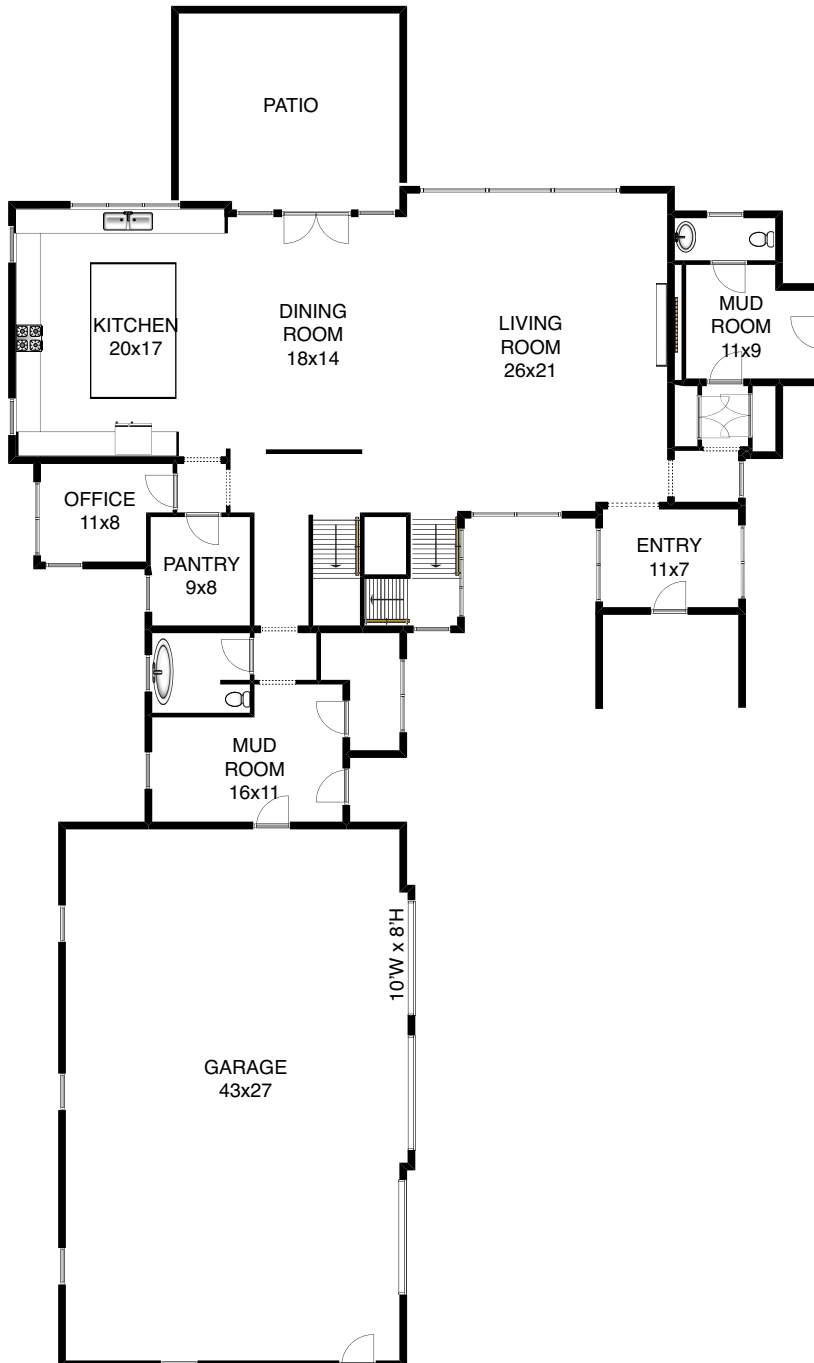 PATIO
KITCHEN
20x17
DINING
ROOM
18x14
LIVING
ROOM
26x21
MUD
ROOM
11x9
OFFICE
11x8
PANTRY
9x8
ENTRY
11x7
MUD
ROOM
16x11
10'W x 8'H
GARAGE
43x27